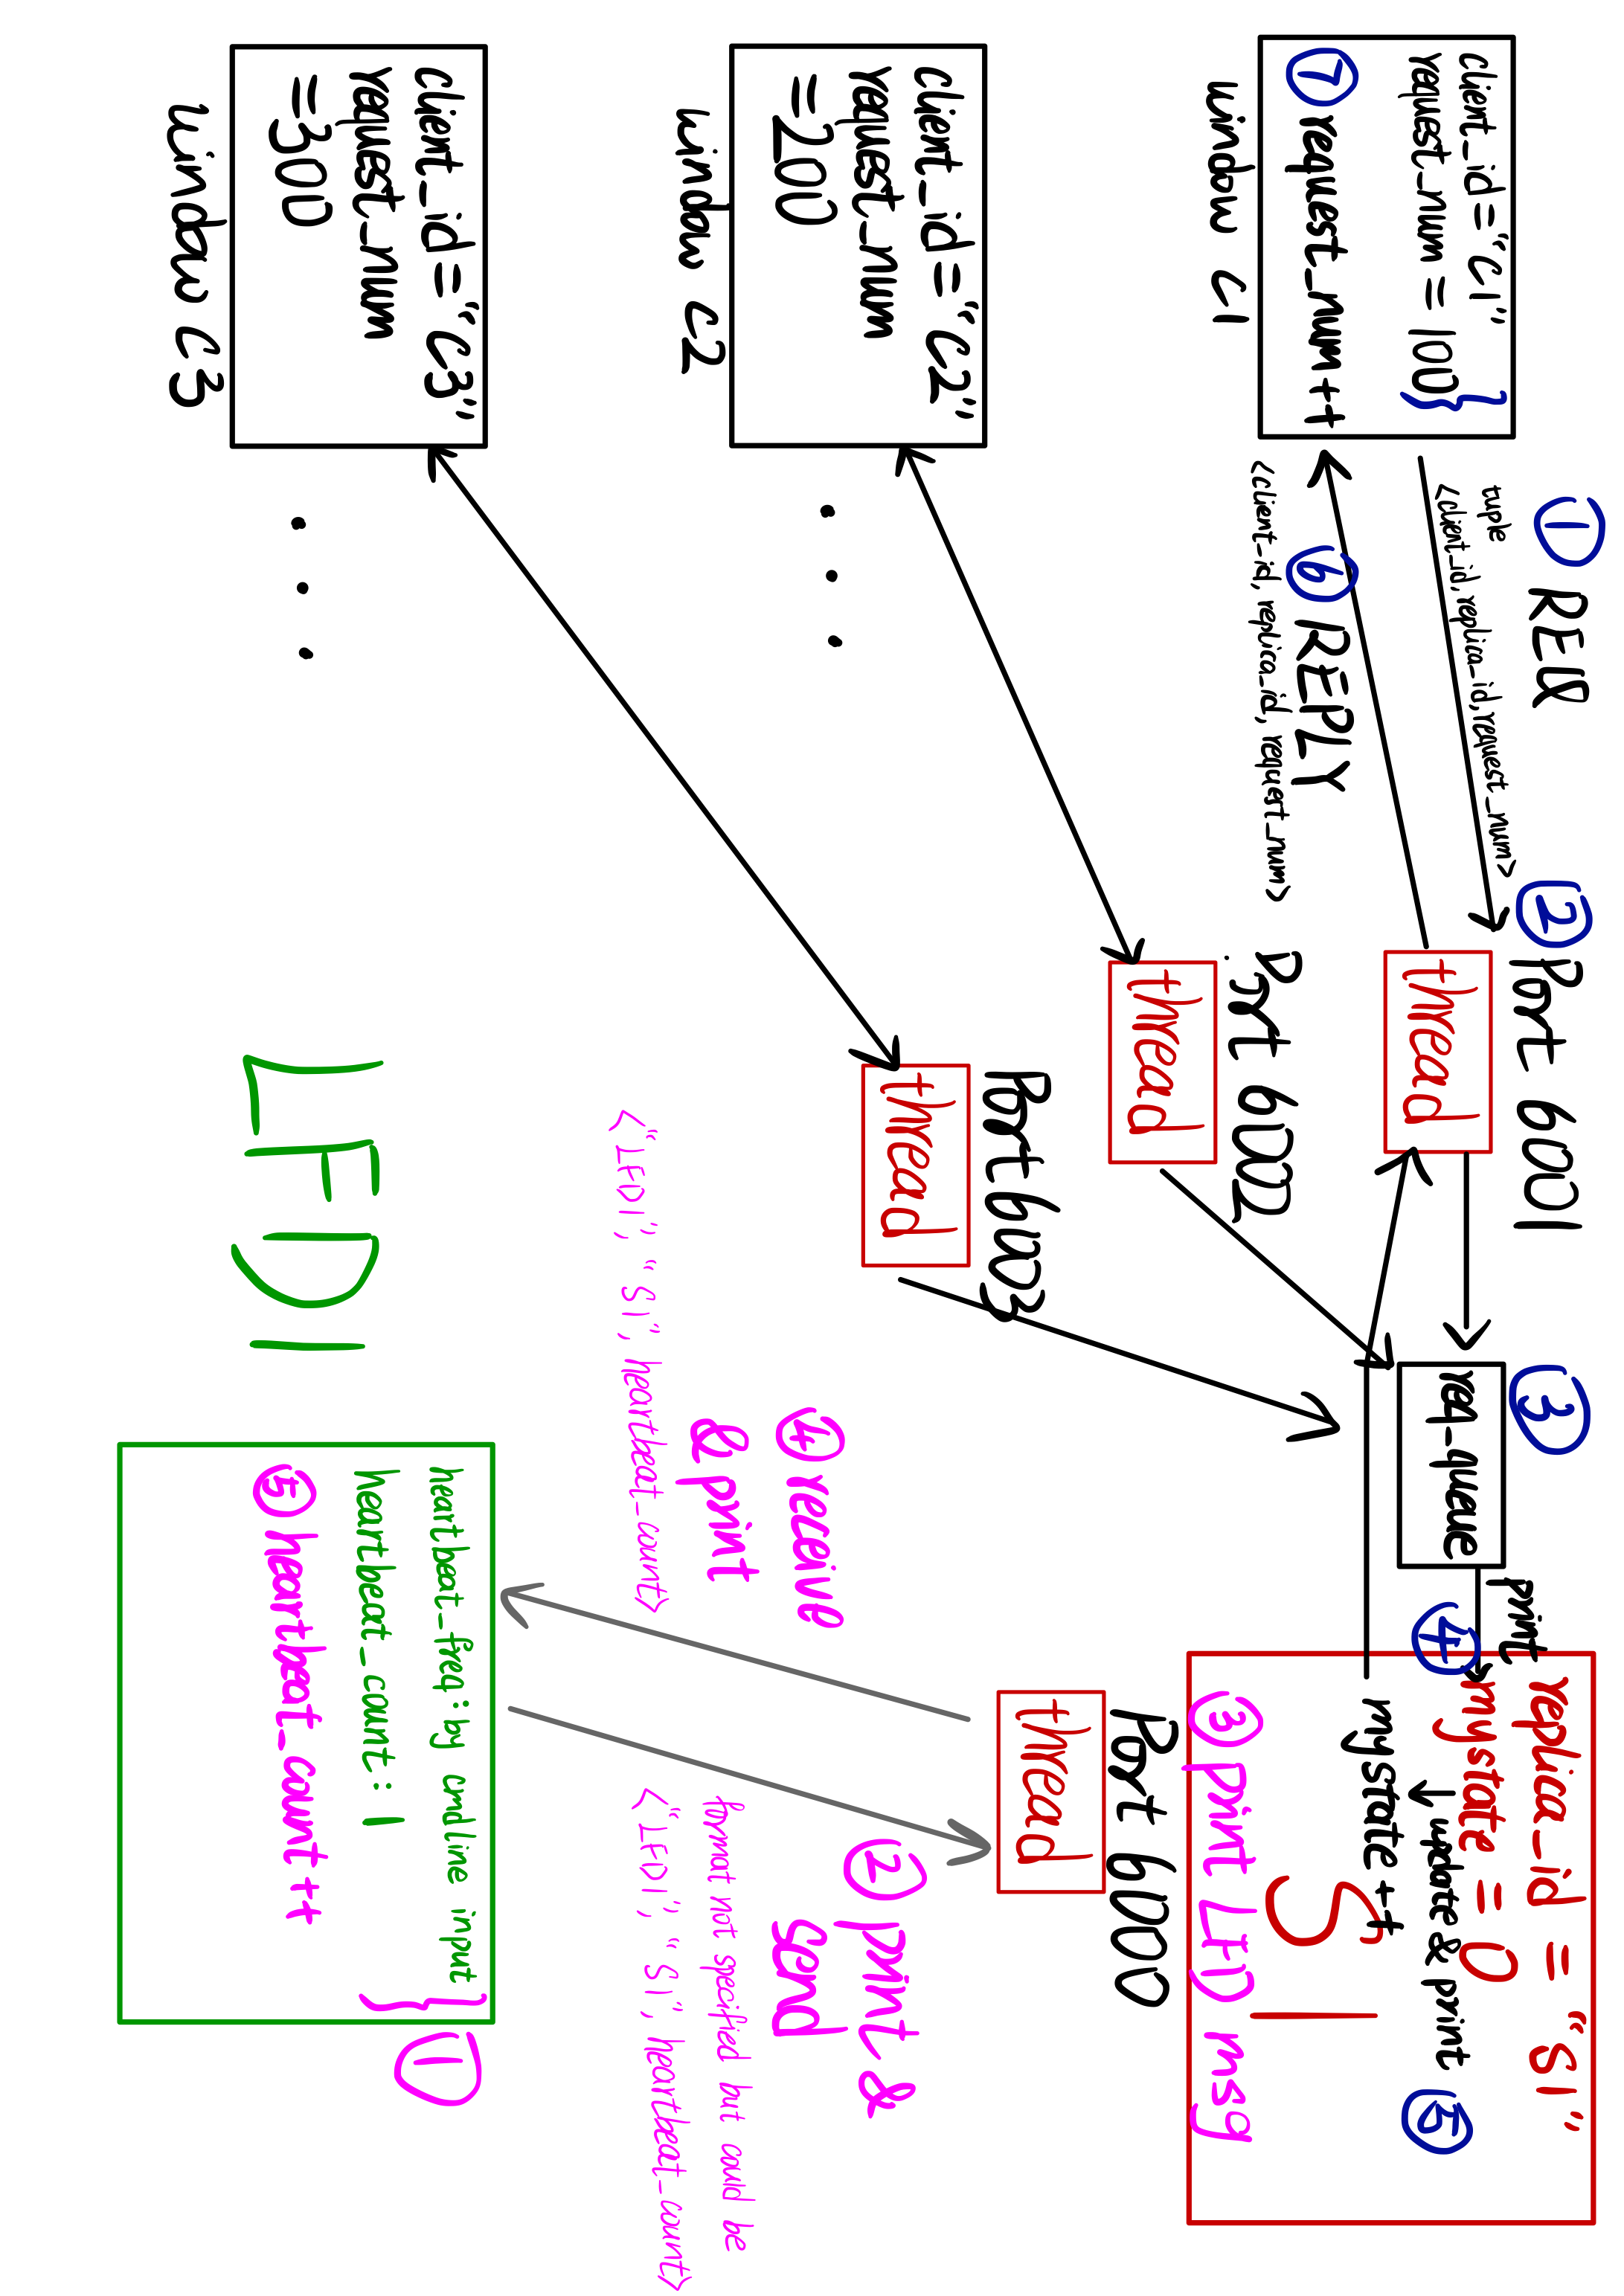 ① REQ
tuple
<client_id, replica_id, request_num>
client_id="C1"
request_num = 100
⑦ request_num++
window C1
⑥ REPLY
<client_id, replica_id, request_num>
② Port 6001
thread
③
req_queue
print
④
replica_id = "S1"
mystate = 0
↓ update & print
mystate++
⑤
S1
③ print LFD msg
client_id="C2"
request_num
=200
window C2
...
Port 6002
thread
client_id="C3"
request_num
=300
window C3
...
Port 6003
thread
Port 6000
thread
② print &
send
format not specified but could be
<"LFD1", "S1", heartbeat_count>
④ receive
& print
<"LFD1", "S1", heartbeat_count>
LFD1
heartbeat_freq: by cmdline input
heartbeat_count: 1
①
⑤ heartbeat_count++